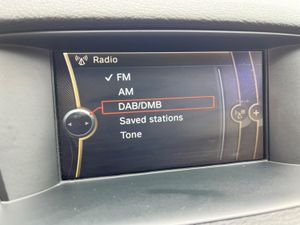 Radio
✓ FM
AM
DAB/DMB
Saved stations
Tone